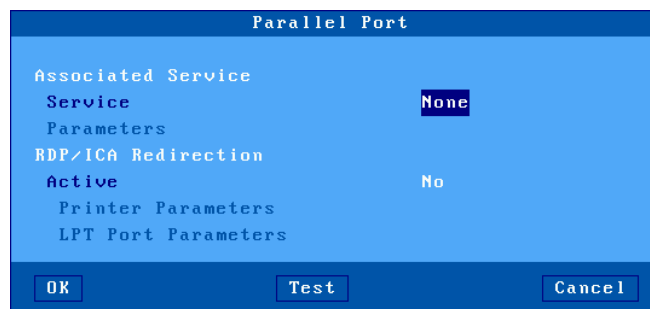 Parallel Port
Associated Service
Service None
Parameters
RDP/ICA Redirection
Active No
Printer Parameters
LPT Port Parameters
OK Test Cancel